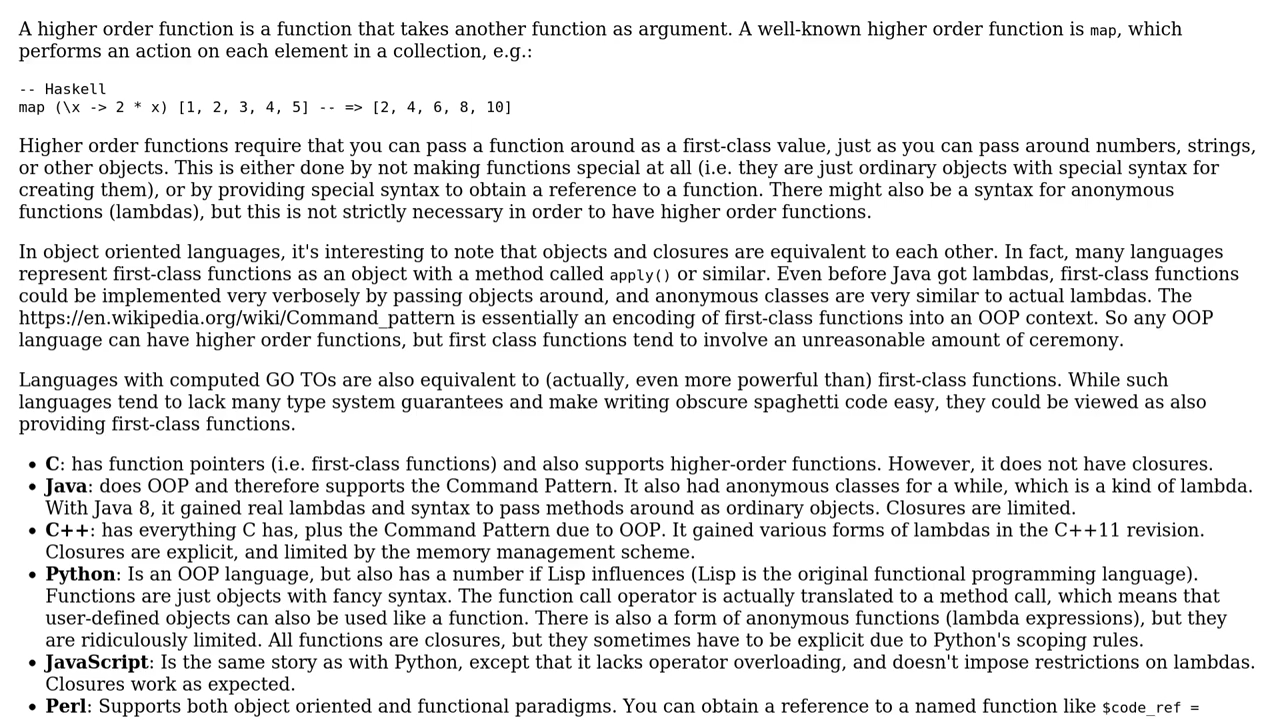 A higher order function is a function that takes another function as argument. A well-known higher order function is map, which
performs an action on each element in a collection, e.g.:
-- Haskell
map (\x -> 2 * x) [1, 2, 3, 4, 5] -- => [2, 4, 6, 8, 10]
Higher order functions require that you can pass a function around as a first-class value, just as you can pass around numbers, strings,
or other objects. This is either done by not making functions special at all (i.e. they are just ordinary objects with special syntax for
creating them), or by providing special syntax to obtain a reference to a function. There might also be a syntax for anonymous
functions (lambdas), but this is not strictly necessary in order to have higher order functions.
In object oriented languages, it's interesting to note that objects and closures are equivalent to each other. In fact, many languages
represent first-class functions as an object with a method called apply() or similar. Even before Java got lambdas, first-class functions
could be implemented very verbosely by passing objects around, and anonymous classes are very similar to actual lambdas. The
https://en.wikipedia.org/wiki/Command_pattern is essentially an encoding of first-class functions into an OOP context. So any OOP
language can have higher order functions, but first class functions tend to involve an unreasonable amount of ceremony.
Languages with computed GO TOs are also equivalent to (actually, even more powerful than) first-class functions. While such
languages tend to lack many type system guarantees and make writing obscure spaghetti code easy, they could be viewed as also
providing first-class functions.
• C: has function pointers (i.e. first-class functions) and also supports higher-order functions. However, it does not have closures.
• Java: does OOP and therefore supports the Command Pattern. It also had anonymous classes for a while, which is a kind of lambda.
With Java 8, it gained real lambdas and syntax to pass methods around as ordinary objects. Closures are limited.
• C++: has everything C has, plus the Command Pattern due to OOP. It gained various forms of lambdas in the C++11 revision.
Closures are explicit, and limited by the memory management scheme.
• Python: Is an OOP language, but also has a number if Lisp influences (Lisp is the original functional programming language).
Functions are just objects with fancy syntax. The function call operator is actually translated to a method call, which means that
user-defined objects can also be used like a function. There is also a form of anonymous functions (lambda expressions), but they
are ridiculously limited. All functions are closures, but they sometimes have to be explicit due to Python's scoping rules.
• JavaScript: Is the same story as with Python, except that it lacks operator overloading, and doesn't impose restrictions on lambdas.
Closures work as expected.
• Perl: Supports both object oriented and functional paradigms. You can obtain a reference to a named function like $code_ref =